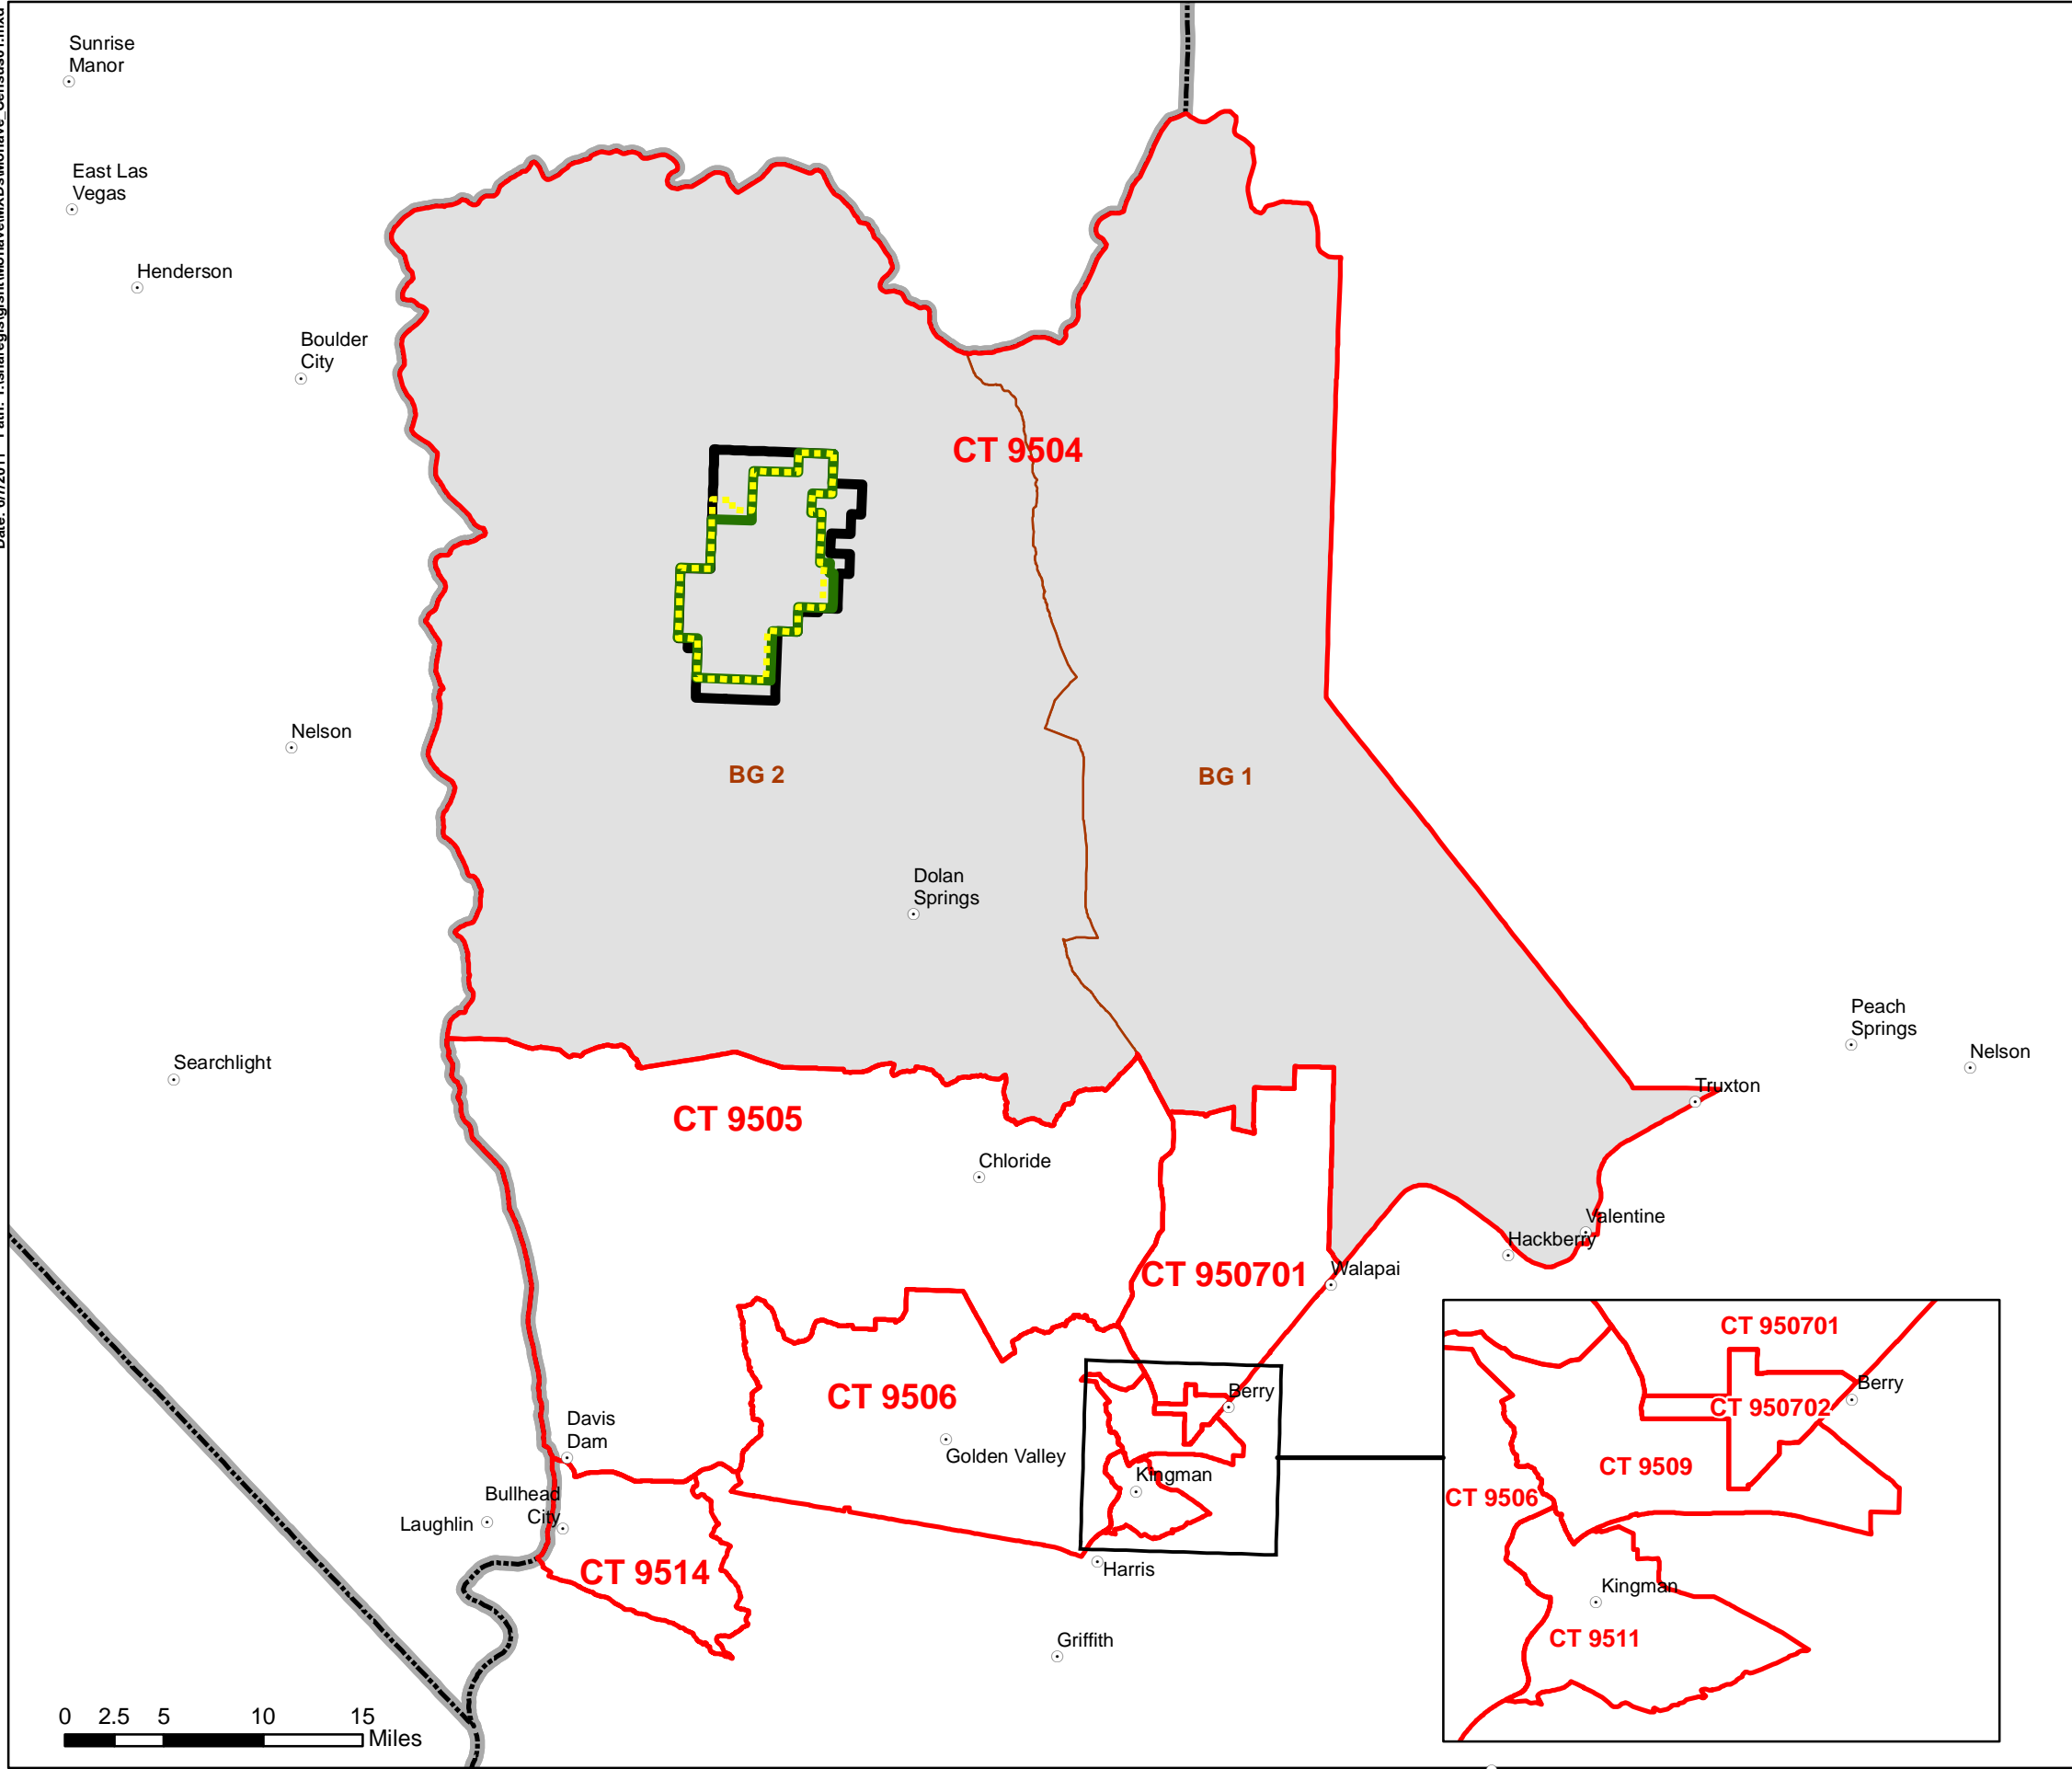 Sunrise
Manor
East Las
Vegas
Henderson
Boulder
City
CT 9504
Nelson
BG 2
BG 1
Dolan
Springs
Peach
Springs
Nelson
Searchlight
Truxton
CT 9505
Chloride
Valentine
Hackberry
CT 950701
Walapai
CT 9506
Berry
Davis
Dam
Golden Valley
Kingman
Bullhead
City
Laughlin
CT 9514
Harris
Griffith
CT 950701
Berry
CT 950702
CT 9509
CT 9506
Kingman
CT 9511
0 2.5 5 10 15
Miles